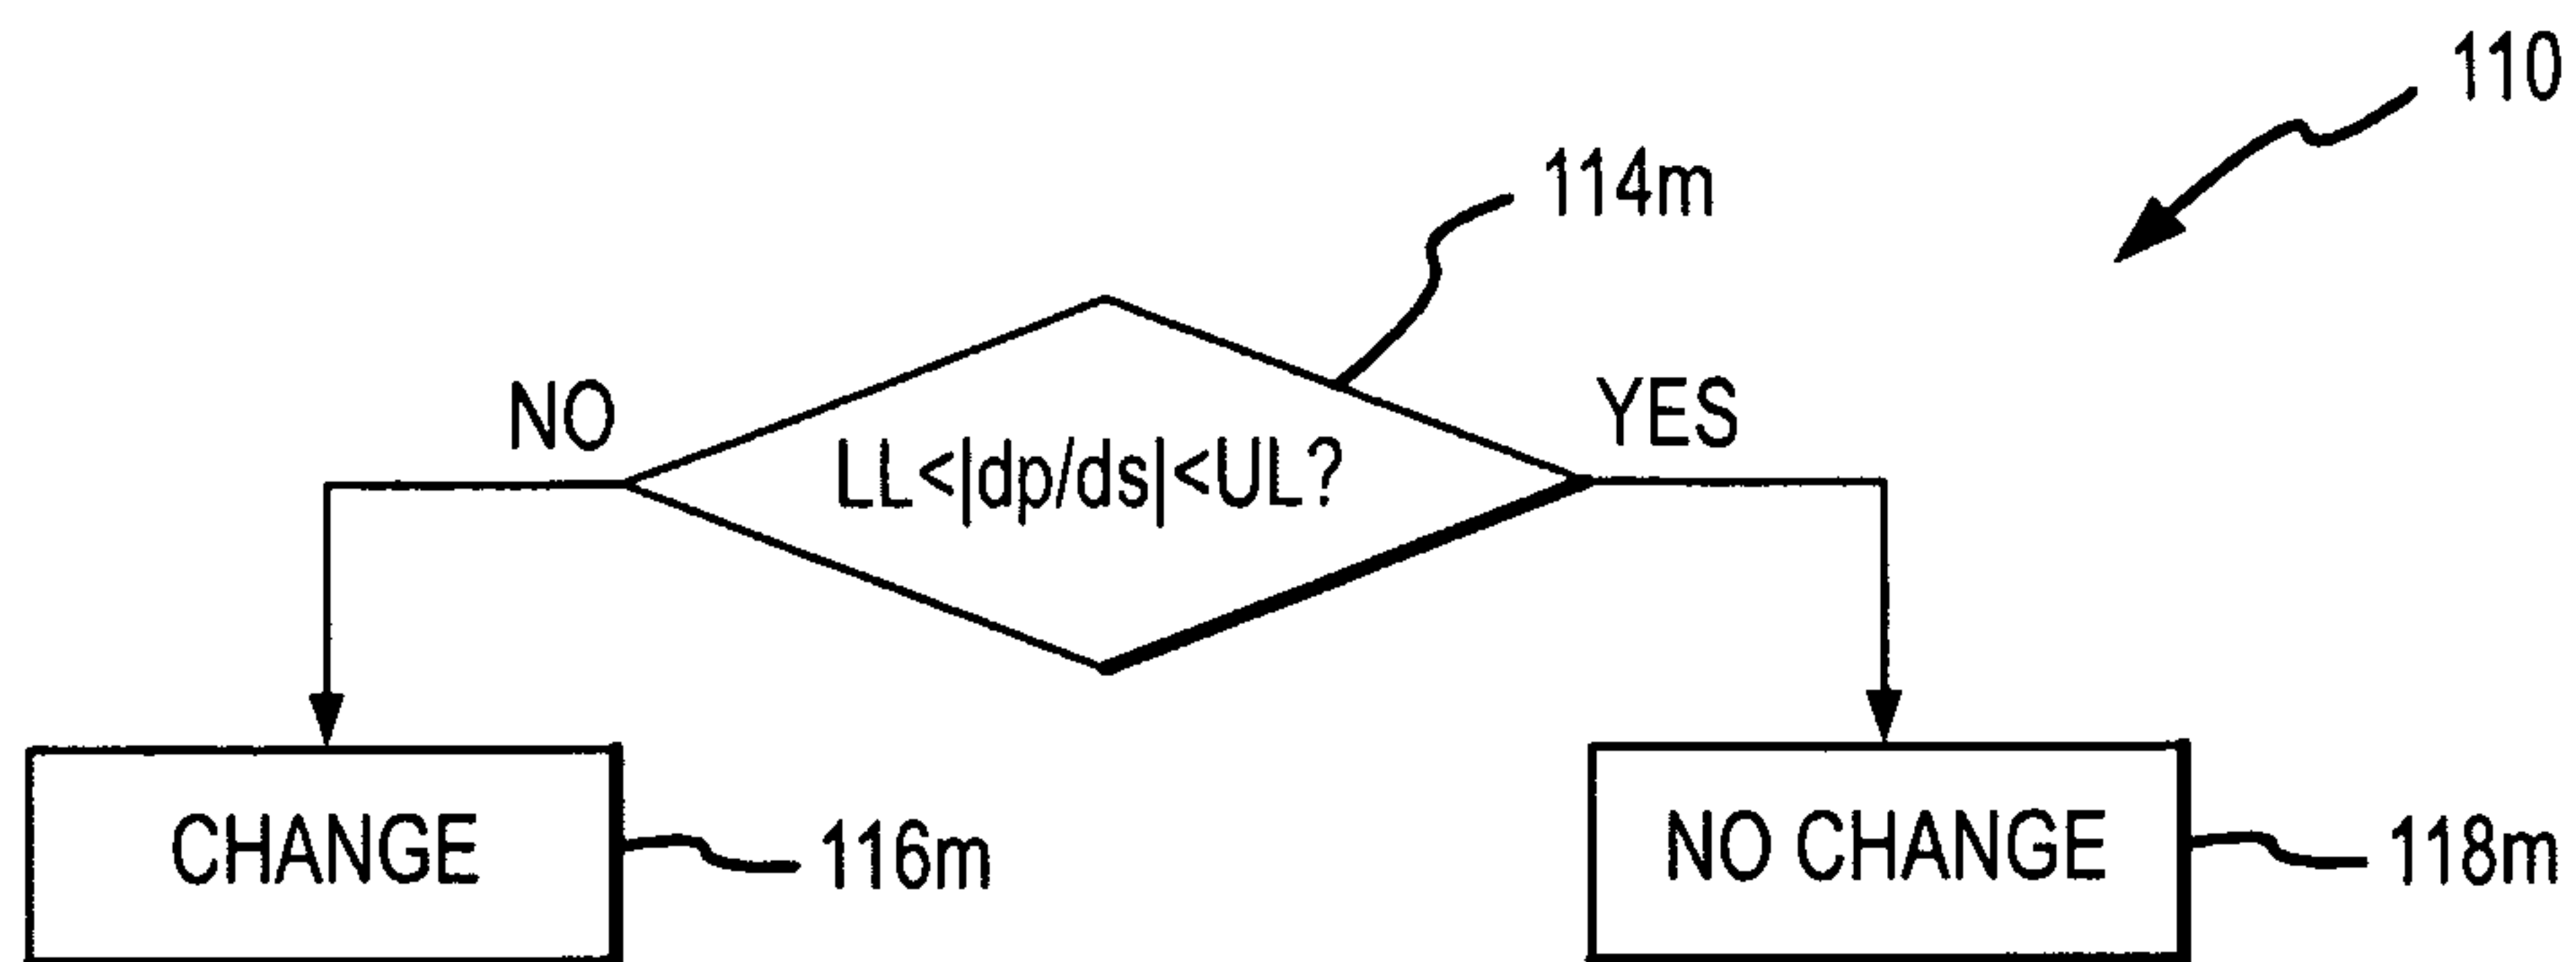 110
114m
NO
YES
LL<|dp/ds|<UL?
CHANGE
116m
NO CHANGE
118m